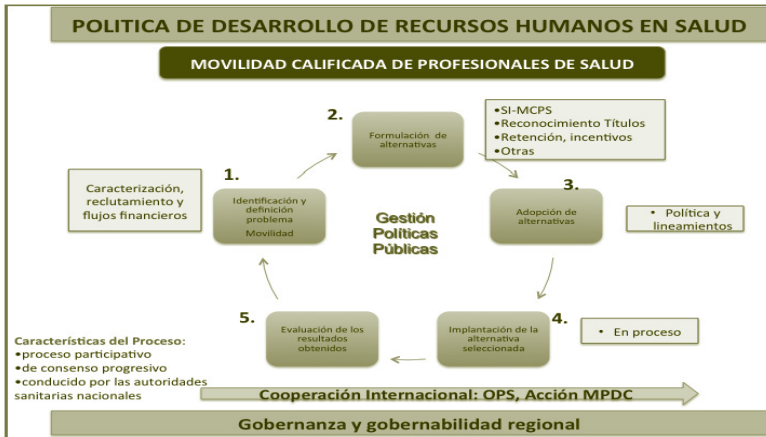 POLITICA DE DESARROLLO DE RECURSOS HUMANOS EN SALUD
MOVILIDAD CALIFICADA DE PROFESIONALES DE SALUD
2.
Formulación de
alternativas
•SI-MCPS
•Reconocimiento Títulos
•Retención, incentivos
•Otras
1.
Caracterización,
reclutamiento y
flujos financieros
Identificación y
definición
problema
Movilidad
3.
Adopción de
alternativas
• Política y
lineamientos
Gestión
Políticas
Públicas
5.
Evaluación de los
resultados
obtenidos
4.
Implantación de la
alternativa
seleccionada
• En proceso
Características del Proceso:
•proceso participativo
•de consenso progresivo
•conducido por las autoridades
sanitarias nacionales
Cooperación Internacional: OPS, Acción MPDC
Gobernanza y gobernabilidad regional